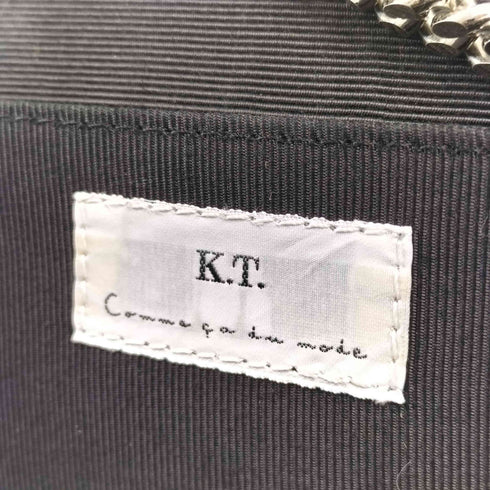 K.T.
Comme ça du mode